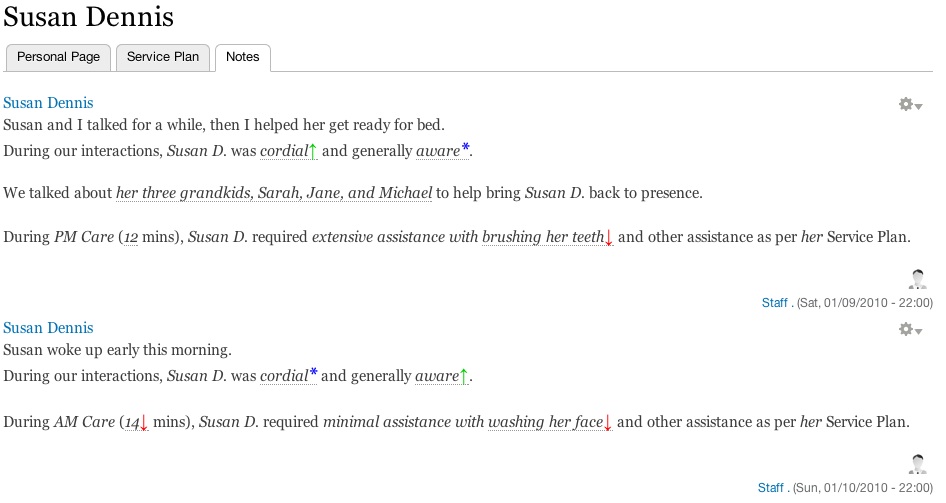 Susan Dennis
Personal Page
Service Plan
Notes
Susan Dennis
Susan and I talked for a while, then I helped her get ready for bed.
During our interactions, Susan D. was cordial↑ and generally aware*.
We talked about her three grandkids, Sarah, Jane, and Michael to help bring Susan D. back to presence.
During PM Care (12 mins), Susan D. required extensive assistance with brushing her teeth↓ and other assistance as per her Service Plan.
Staff . (Sat, 01/09/2010 - 22:00)
Susan Dennis
Susan woke up early this morning.
During our interactions, Susan D. was cordial* and generally aware↑.
During AM Care (14↓ mins), Susan D. required minimal assistance with washing her face↓ and other assistance as per her Service Plan.
Staff . (Sun, 01/10/2010 - 22:00)